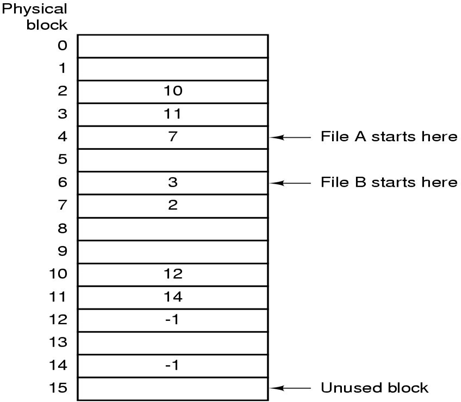 Physical
block
0
1
2 10
3 11
4 7 File A starts here
5
6 3 File B starts here
7 2
8
9
10 12
11 14
12 -1
13
14 -1
15 Unused block